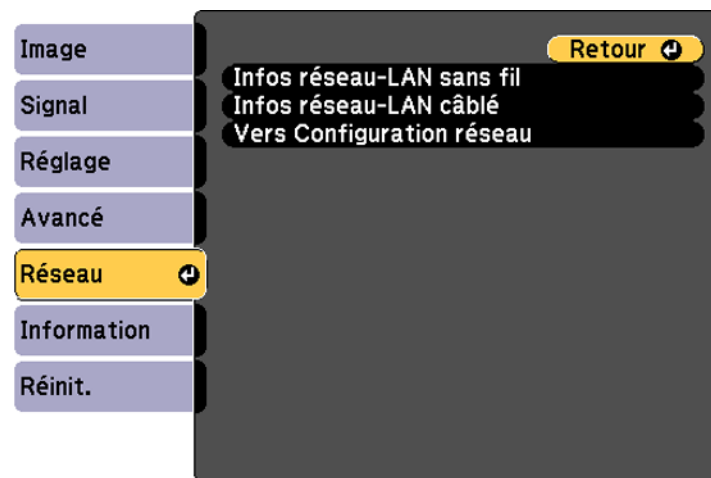 Image
Signal
Réglage
Avancé
Réseau
Information
Réinit.
Retour
Infos réseau-LAN sans fil
Infos réseau-LAN câblé
Vers Configuration réseau